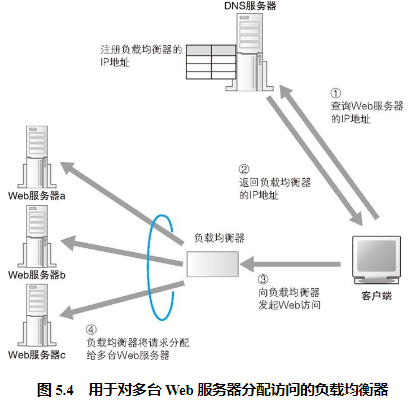 DNS服务器
注册负载均衡器的
IP地址
①
查询Web服务器
的IP地址
②
返回负载均衡器
的IP地址
Web服务器a
负载均衡器
Web服务器b
③
向负载均衡器
发起Web访问
客户端
Web服务器c
④
负载均衡器将请求分配
给多台Web服务器
图 5.4 用于对多台 Web 服务器分配访问的负载均衡器